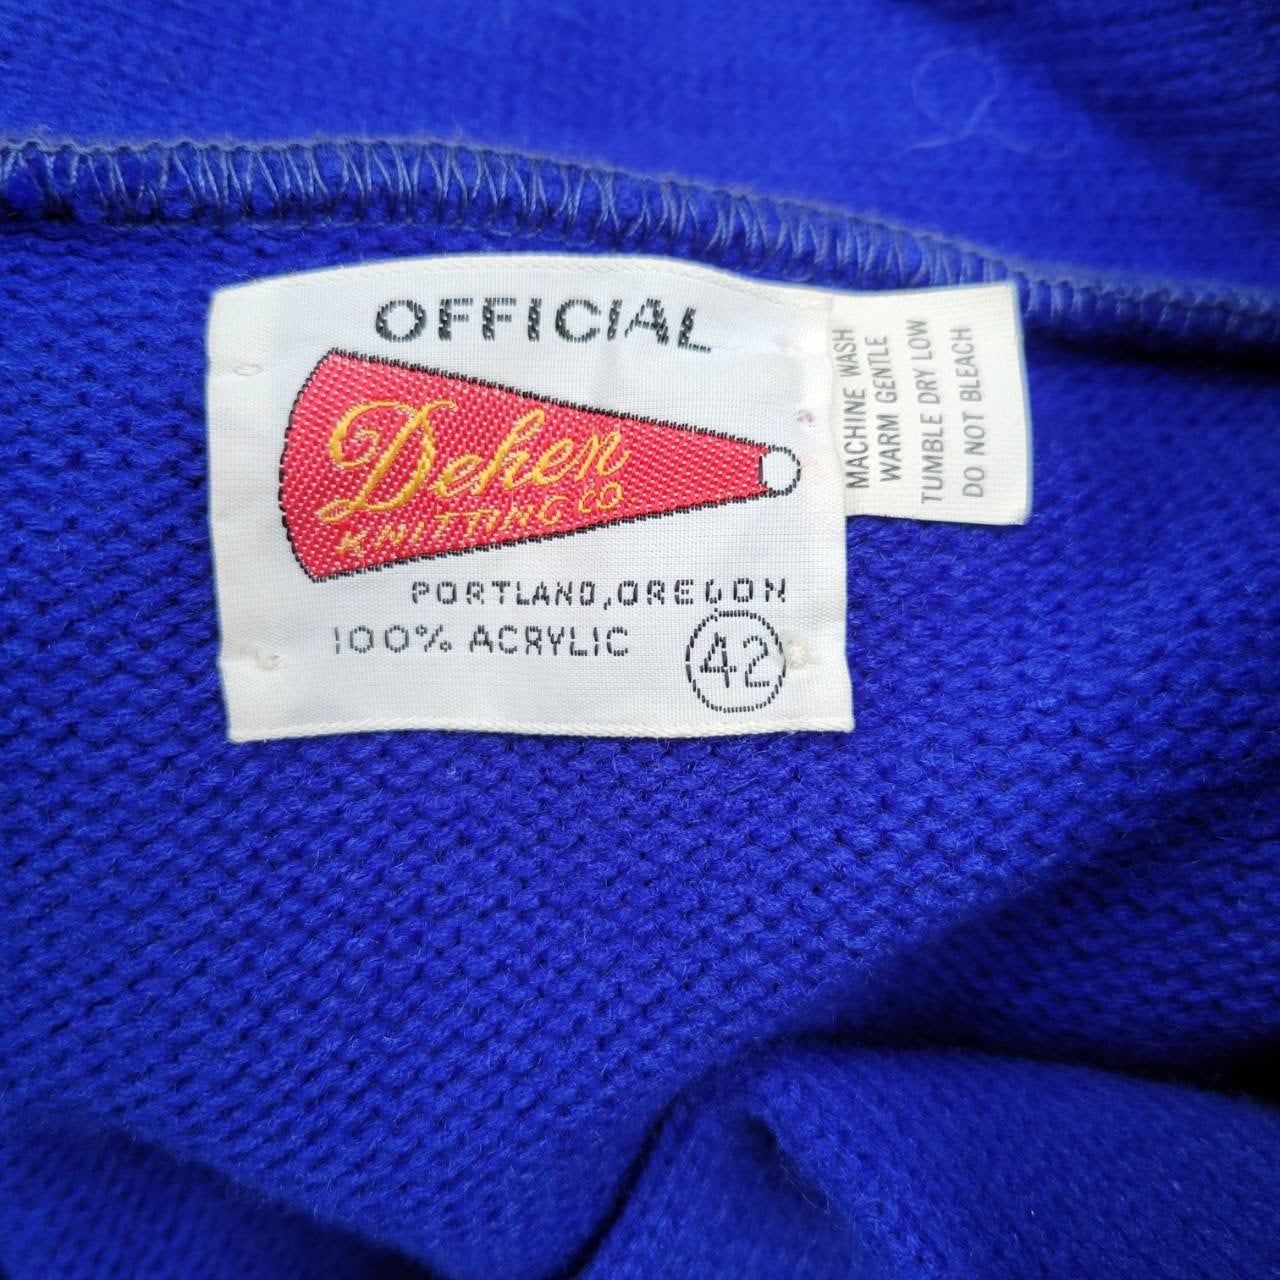 OFFICIAL
Dehen
KNITTING CO.
PORTLAND, OREGON
100% ACRYLIC
42
MACHINE WASH
WARM GENTLE
TUMBLE DRY LOW
DO NOT BLEACH